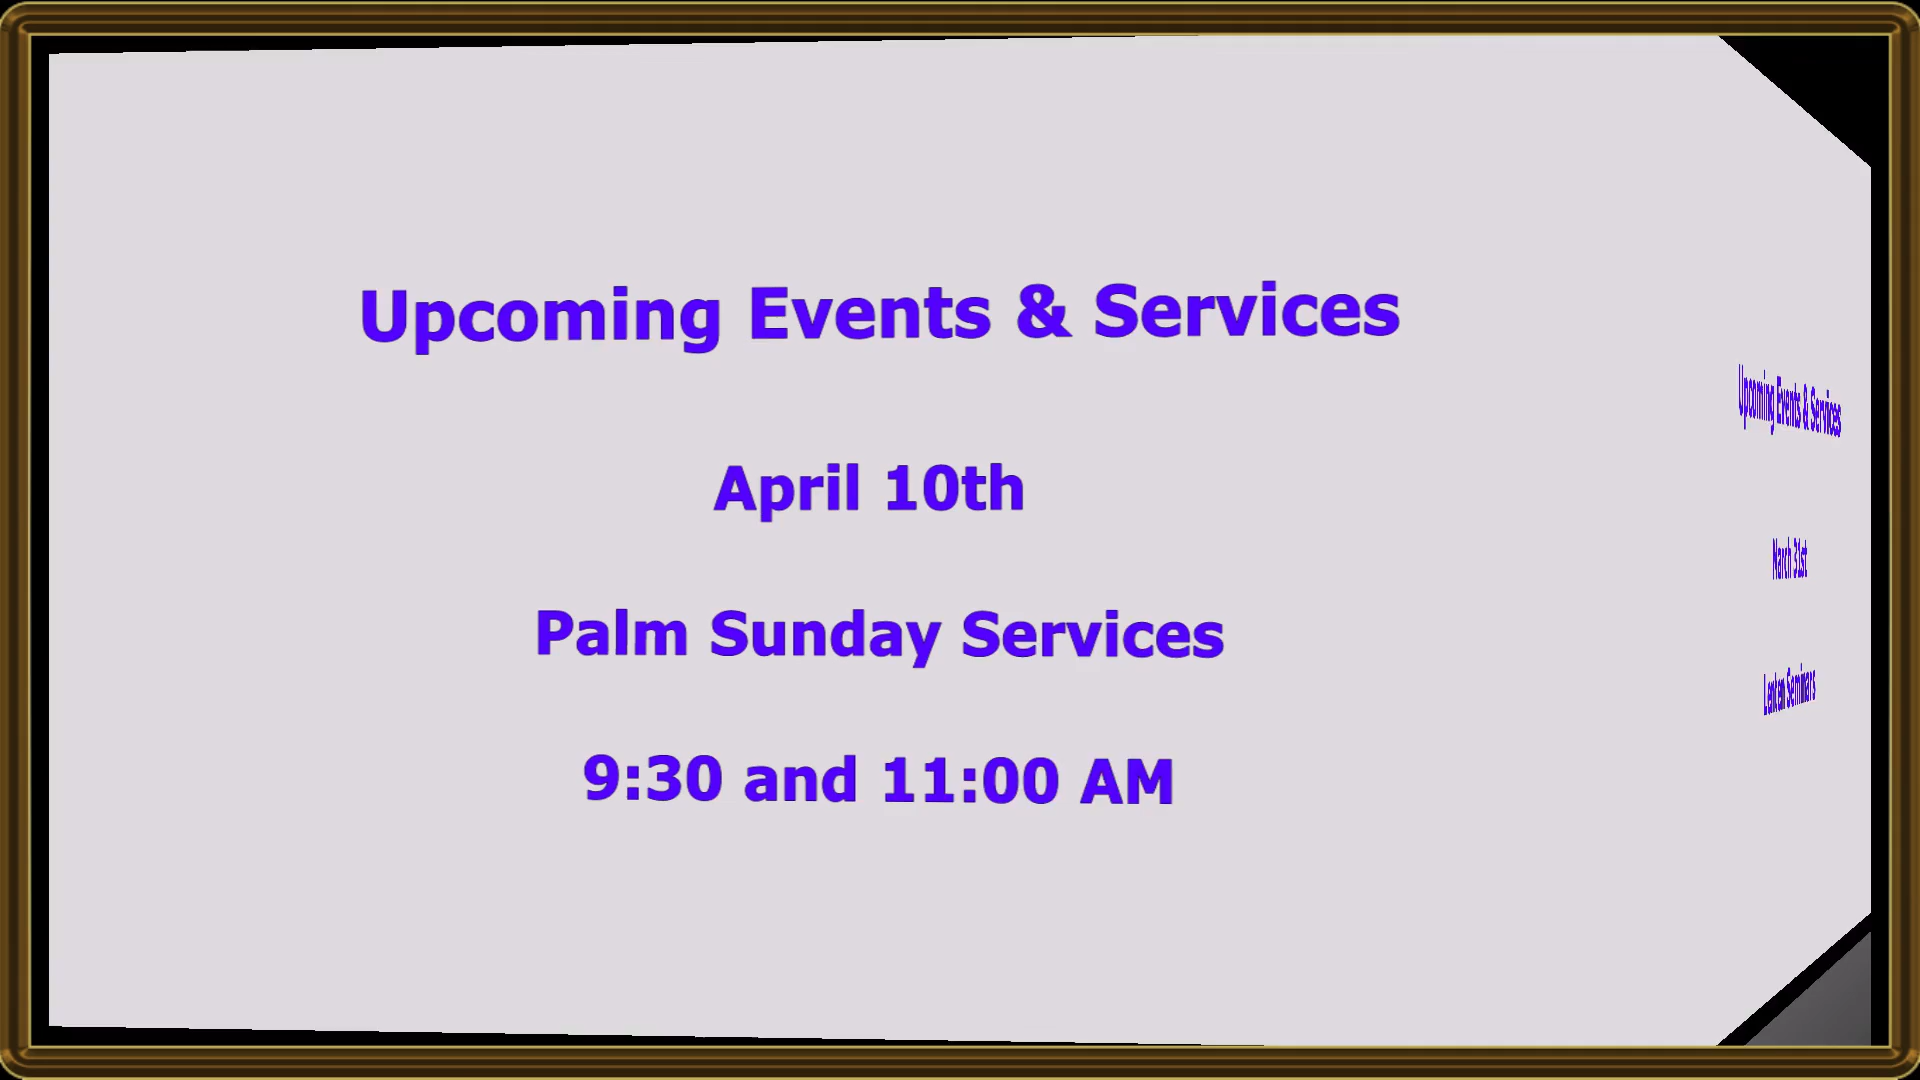 Upcoming Events & Services
April 10th
Palm Sunday Services
9:30 and 11:00 AM
Upcoming Events & Services
March 31st
Lenten Seminars